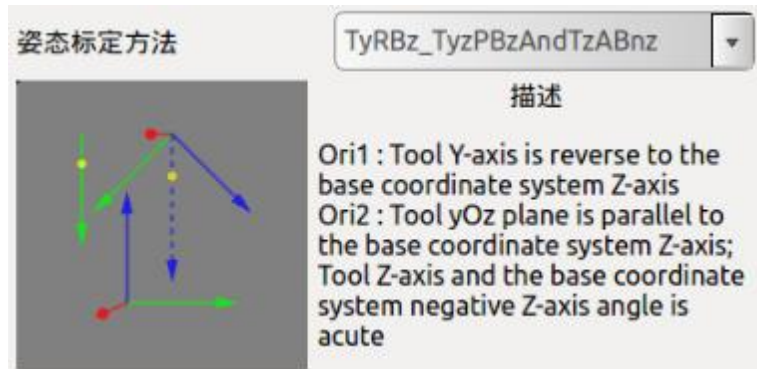 姿态标定方法
TyRBz_TyzPBzAndTzABnz
描述
Ori1 : Tool Y-axis is reverse to the
base coordinate system Z-axis
Ori2 : Tool yOz plane is parallel to
the base coordinate system Z-axis;
Tool Z-axis and the base coordinate
system negative Z-axis angle is
acute